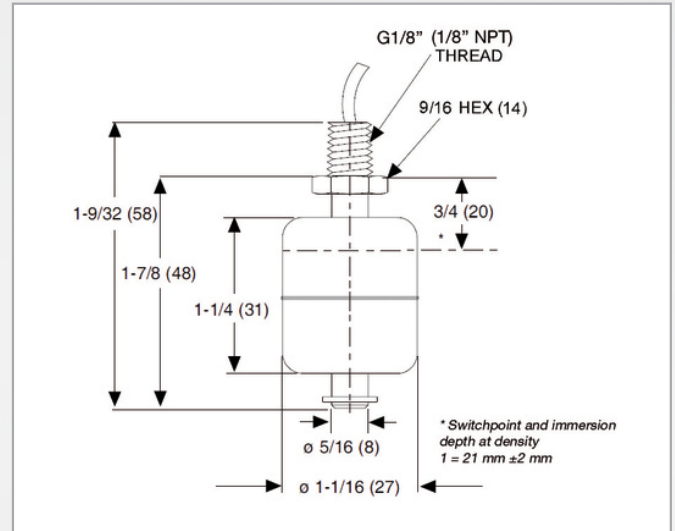 G1/8” (1/8” NPT)
THREAD
9/16 HEX (14)
1-9/32 (58)
3/4 (20)
*
1-7/8 (48)
1-1/4 (31)
ø 5/16 (8)
* Switchpoint and immersion
depth at density
1 = 21 mm ±2 mm
ø 1-1/16 (27)